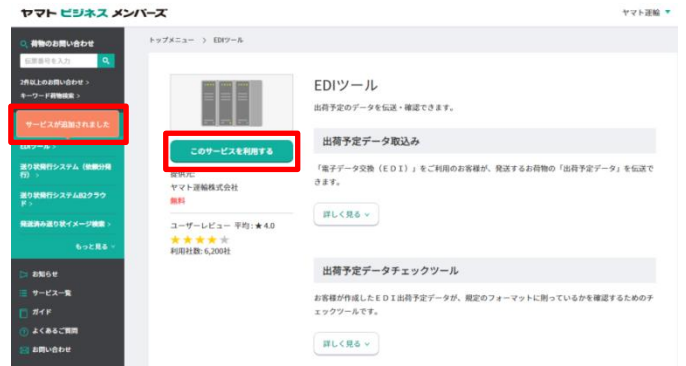 ヤマト ビジネス メンバーズ
ヤマト運輸 ▼
荷物のお問い合わせ
伝票番号を入力
2件以上のお問い合わせ >
キーワード荷物検索 >
サービスが追加されました
EDIツール >
送り状発行システム（依頼分発
行） >
送り状発行システムB2クラウ
ド >
発送済み送り状イメージ検索 >
もっと見る
お知らせ
サービス一覧
ガイド
よくあるご質問
お問い合わせ
トップメニュー > EDIツール
このサービスを利用する
提供元:
ヤマト運輸株式会社
無料
ユーザーレビュー 平均: ★ 4.0
★★★★★
利用社数: 6,200社
EDIツール
出荷予定のデータを伝送・確認できます。
出荷予定データ取込み
「電子データ交換（ＥＤＩ）」をご利用のお客様が、発送するお荷物の「出荷予定データ」を伝送で
きます。
詳しく見る
出荷予定データチェックツール
お客様が作成したＥＤＩ出荷予定データが、規定のフォーマットに則っているかを確認するためのチ
ェックツールです。
詳しく見る